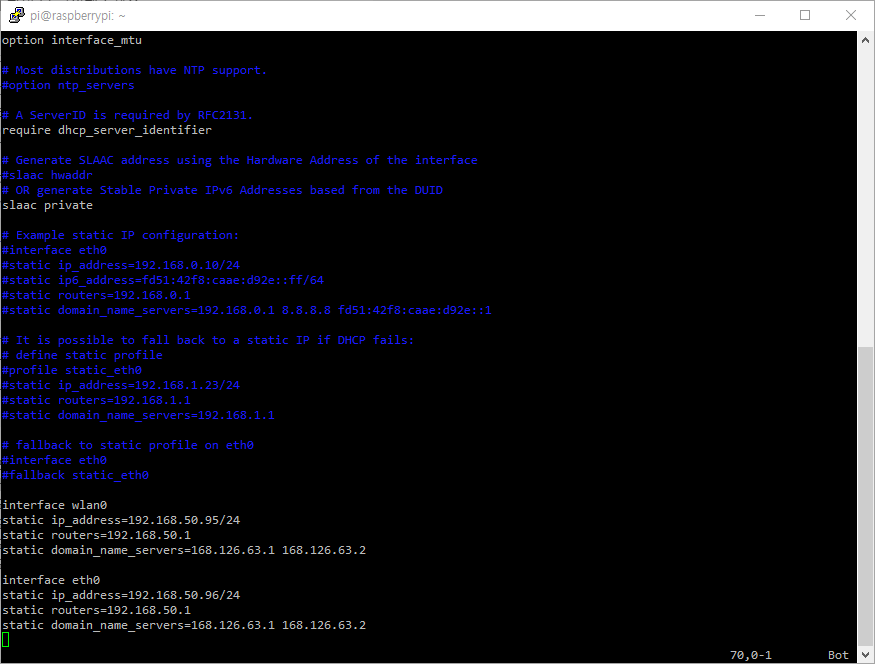 pi@raspberrypi: ~
option interface_mtu
# Most distributions have NTP support.
#option ntp_servers
# A ServerID is required by RFC2131.
require dhcp_server_identifier
# Generate SLAAC address using the Hardware Address of the interface
#slaac hwaddr
# OR generate Stable Private IPv6 Addresses based from the DUID
slaac private
# Example static IP configuration:
#interface eth0
#static ip_address=192.168.0.10/24
#static ip6_address=fd51:42f8:caae:d92e::ff/64
#static routers=192.168.0.1
#static domain_name_servers=192.168.0.1 8.8.8.8 fd51:42f8:caae:d92e::1
# It is possible to fall back to a static IP if DHCP fails:
# define static profile
#profile static_eth0
#static ip_address=192.168.1.23/24
#static routers=192.168.1.1
#static domain_name_servers=192.168.1.1
# fallback to static profile on eth0
#interface eth0
#fallback static_eth0
interface wlan0
static ip_address=192.168.50.95/24
static routers=192.168.50.1
static domain_name_servers=168.126.63.1 168.126.63.2
interface eth0
static ip_address=192.168.50.96/24
static routers=192.168.50.1
static domain_name_servers=168.126.63.1 168.126.63.2
70,0-1 Bot